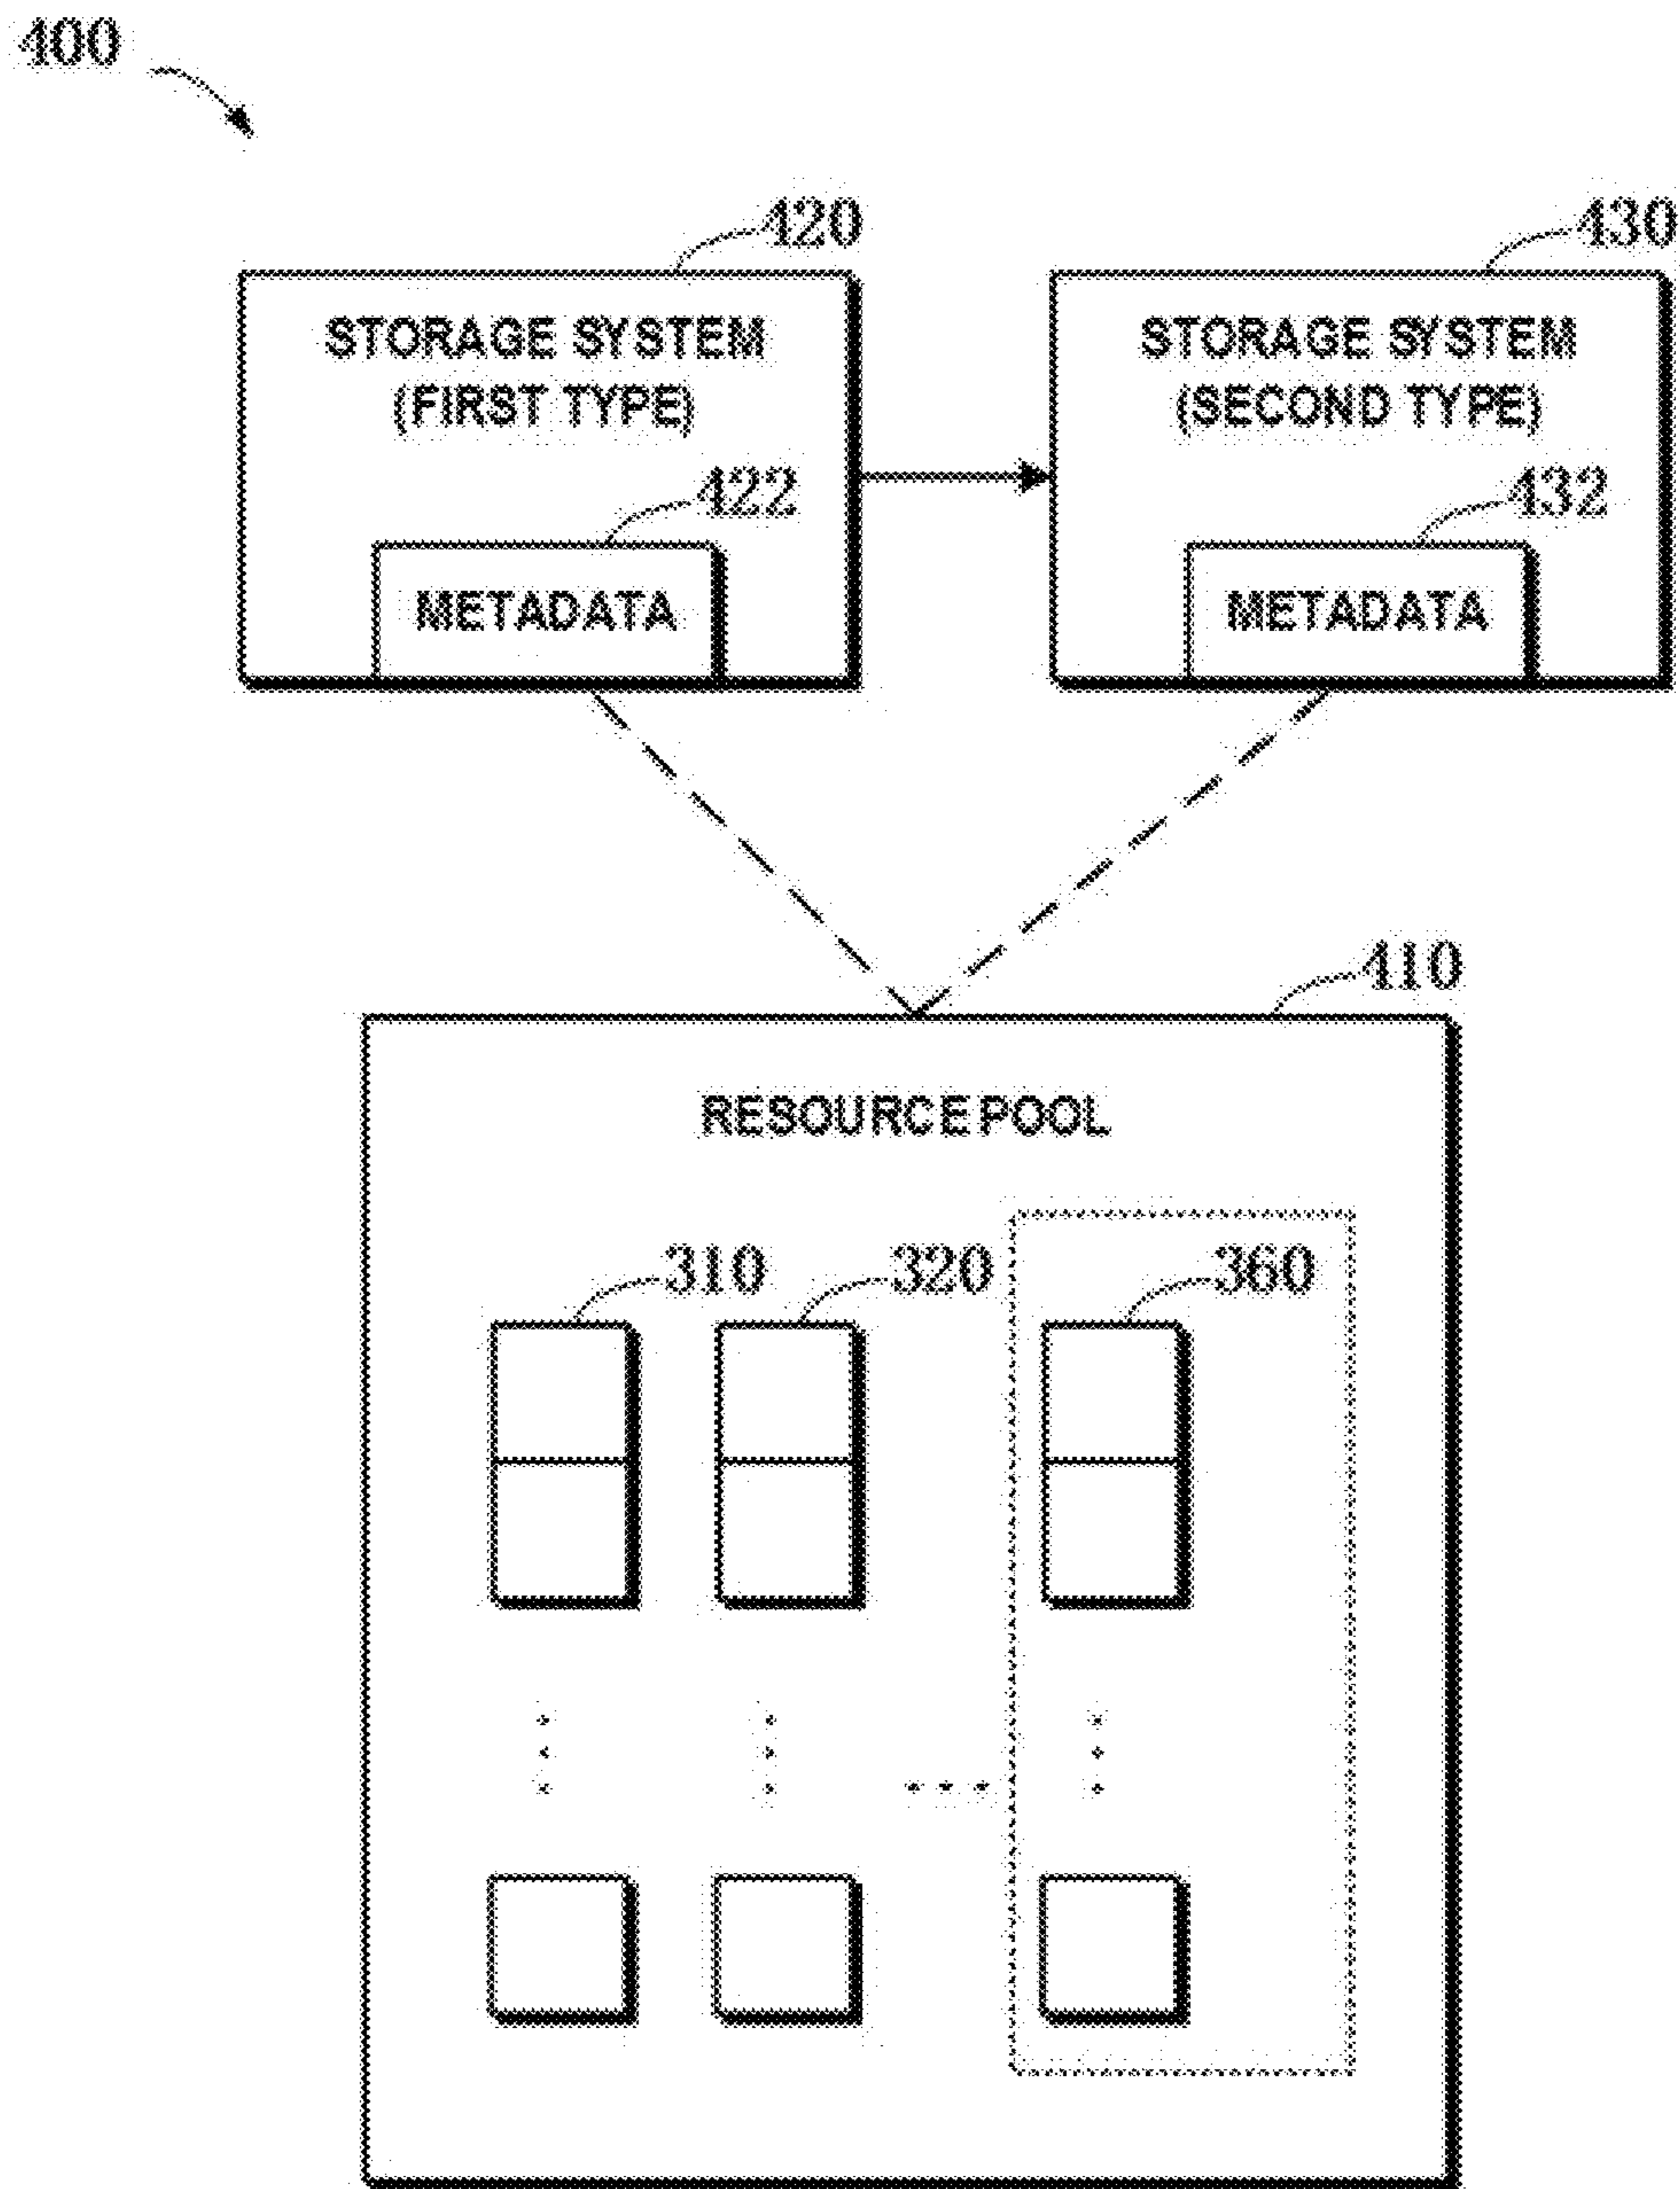 400
420
430
STORAGE SYSTEM
(FIRST TYPE)
STORAGE SYSTEM
(SECOND TYPE)
422
432
METADATA
METADATA
410
RESOURCE POOL
310
320
360